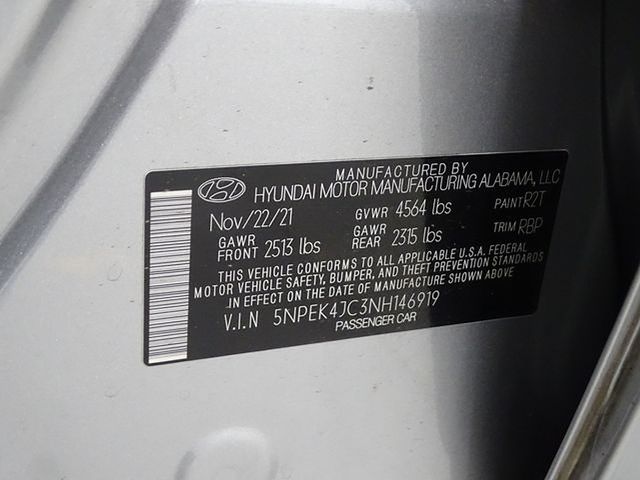 MANUFACTURED BY
HYUNDAI MOTOR MANUFACTURING ALABAMA, LLC
Nov/22/21 GVWR 4564 lbs PAINT R2T
GAWR FRONT 2513 lbs GAWR REAR 2315 lbs TRIM RBP
THIS VEHICLE CONFORMS TO ALL APPLICABLE U.S.A. FEDERAL
MOTOR VEHICLE SAFETY, BUMPER, AND THEFT PREVENTION STANDARDS
IN EFFECT ON THE DATE OF MANUFACTURE SHOWN ABOVE
V.I.N 5NPEK4JC3NH146919
PASSENGER CAR